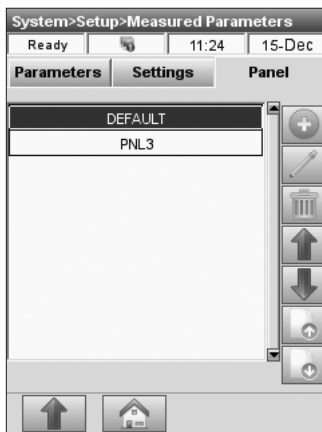 System>Setup>Measured Parameters
Ready 11:24 15-Dec
Parameters Settings Panel
DEFAULT
PNL3